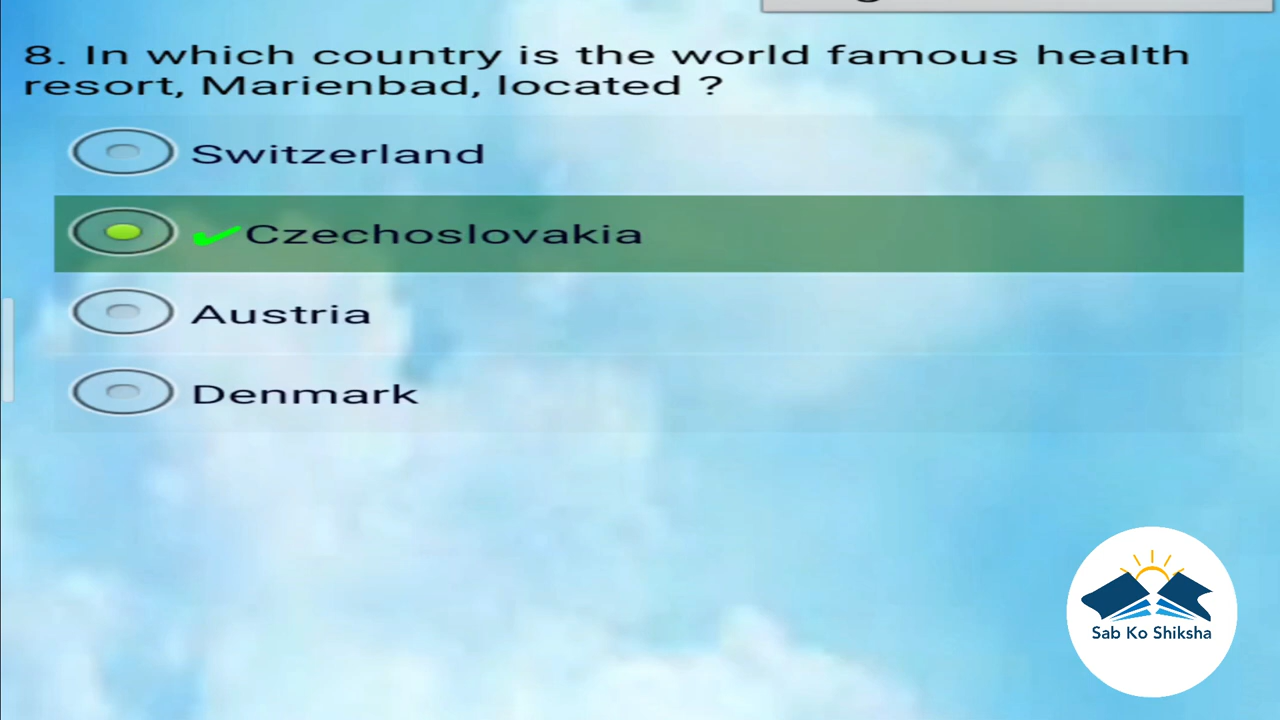 8. In which country is the world famous health
resort, Marienbad, located ?
Switzerland
✔Czechoslovakia
Austria
Denmark
Sab Ko Shiksha